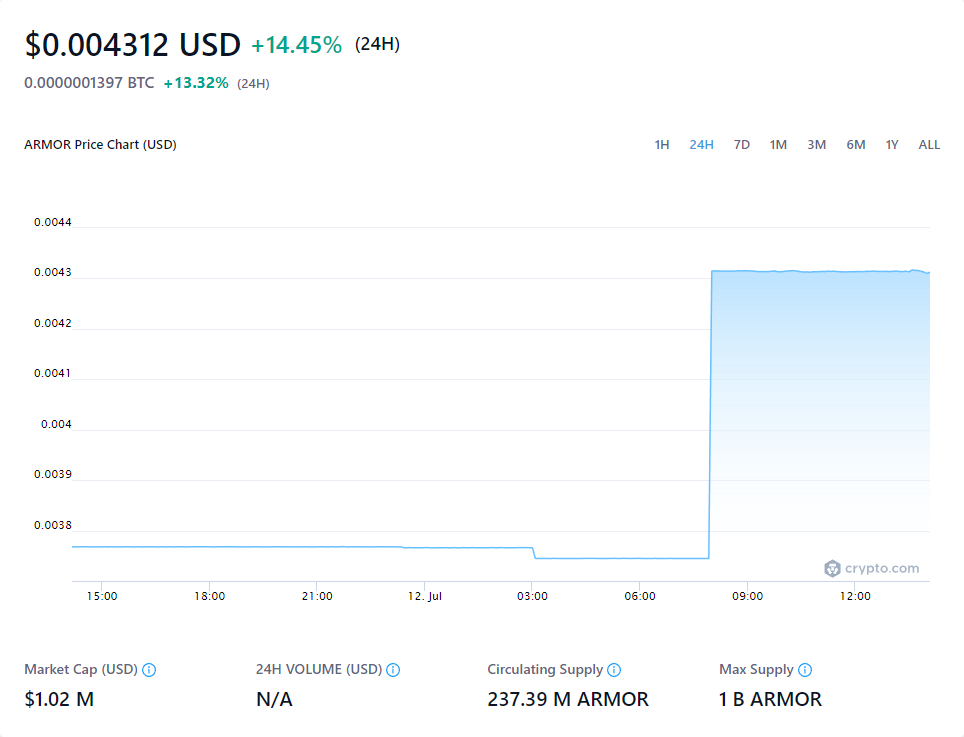 $0.004312 USD +14.45% (24H)
0.0000001397 BTC +13.32% (24H)
ARMOR Price Chart (USD) 1H 24H 7D 1M 3M 6M 1Y ALL
0.0044
0.0043
0.0042
0.0041
0.004
0.0039
0.0038
crypto.com
15:00 18:00 21:00 12. Jul 03:00 06:00 09:00 12:00
Market Cap (USD) 24H VOLUME (USD) Circulating Supply Max Supply
$1.02 M N/A 237.39 M ARMOR 1 B ARMOR